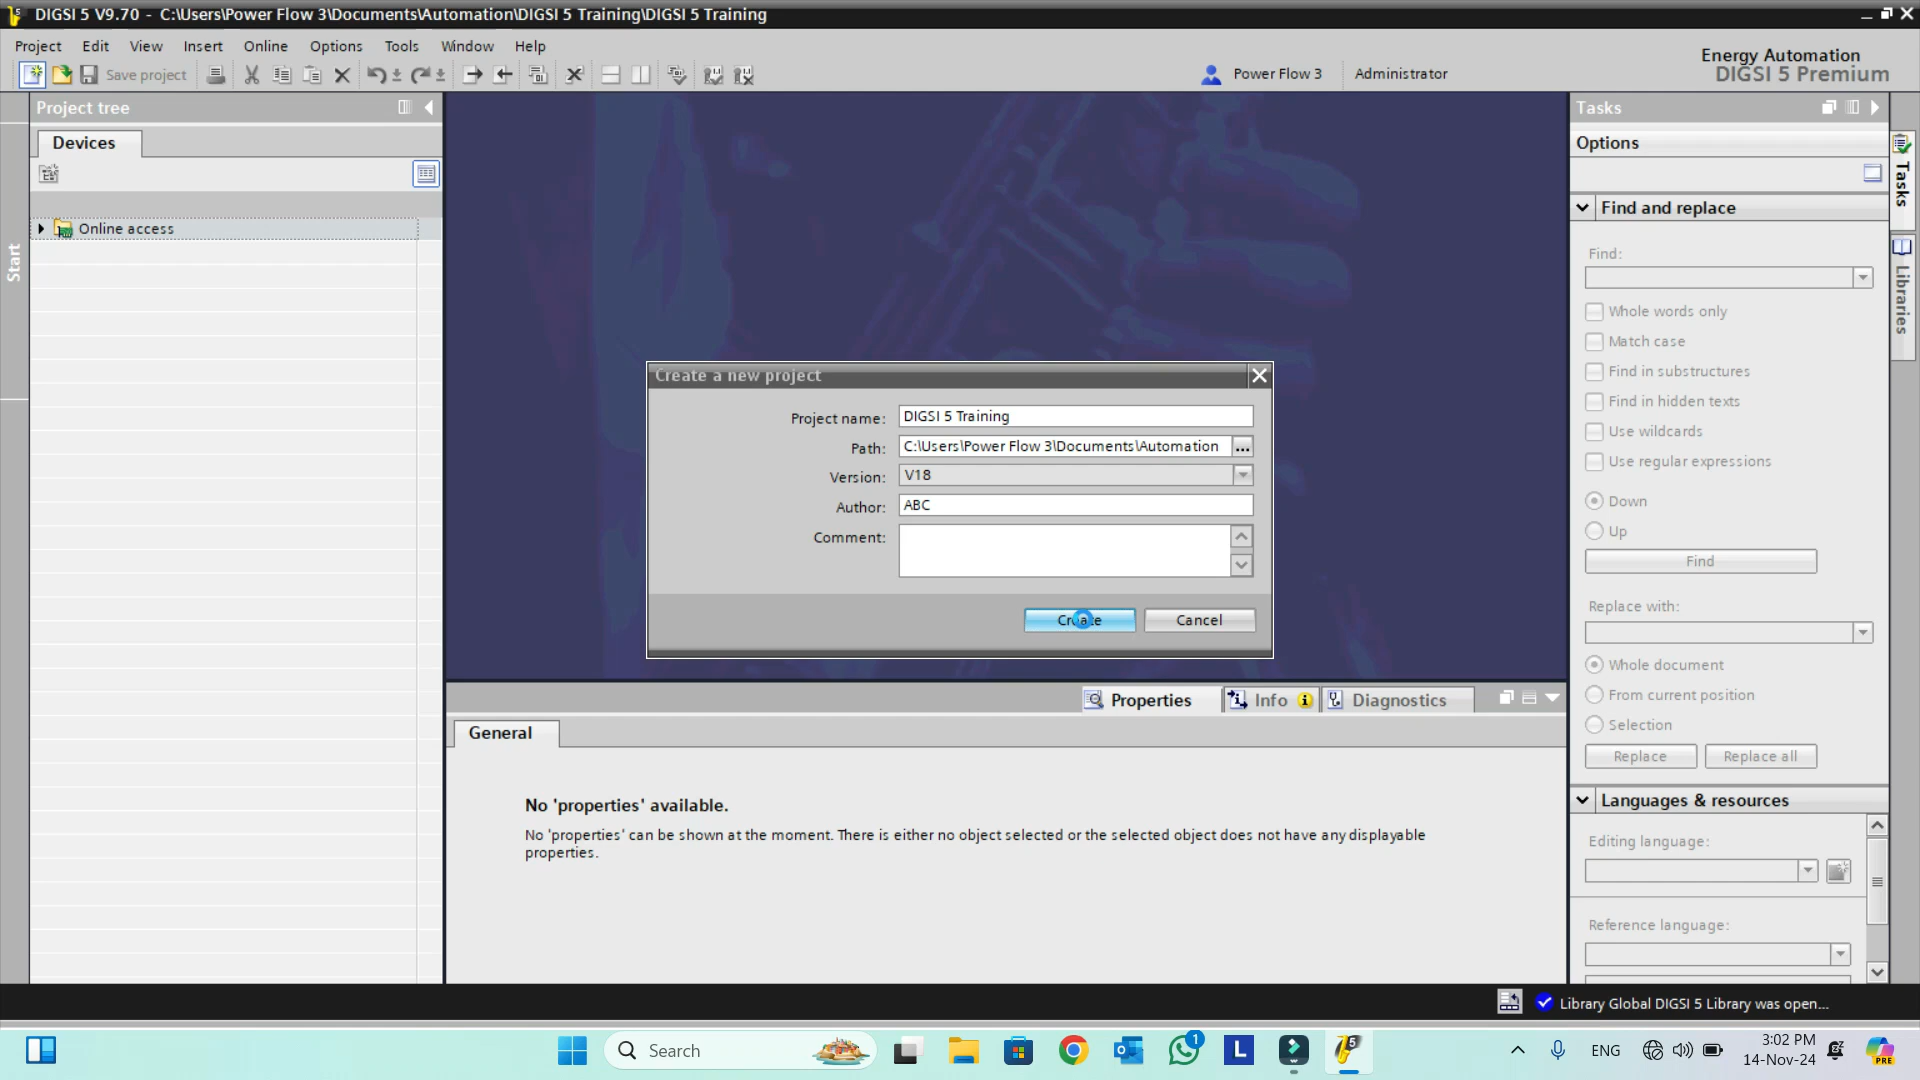 DIGSI 5 V9.70 - C:\Users\Power Flow 3\Documents\Automation\DIGSI 5 Training\DIGSI 5 Training
Project Edit View Insert Online Options Tools Window Help
Save project
Power Flow 3 Administrator
Energy Automation
DIGSI 5 Premium
Project tree
Devices
Online access
Start
Create a new project
Project name: DIGSI 5 Training
Path: C:\Users\Power Flow 3\Documents\Automation ...
Version: V18
Author: ABC
Comment:
Create Cancel
Properties Info Diagnostics
General
No 'properties' available.
No 'properties' can be shown at the moment. There is either no object selected or the selected object does not have any displayable
properties.
Tasks
Options
Find and replace
Find:
Whole words only
Match case
Find in substructures
Find in hidden texts
Use wildcards
Use regular expressions
Down
Up
Find
Replace with:
Whole document
From current position
Selection
Replace Replace all
Languages & resources
Editing language:
Reference language:
Tasks
Libraries
Library Global DIGSI 5 Library was open...
Search
1
L
5
ENG
3:02 PM
14-Nov-24
PRE